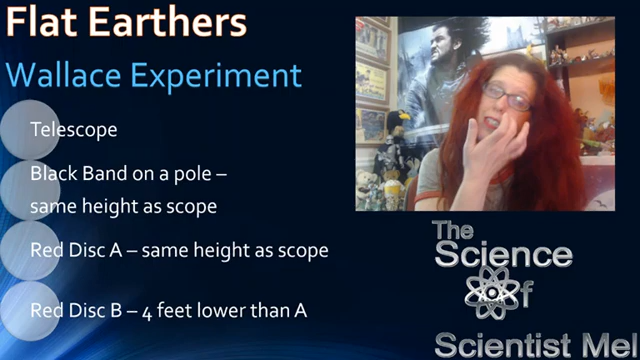 Flat Earthers
Wallace Experiment
Telescope
Black Band on a pole –
same height as scope
Red Disc A – same height as scope
Red Disc B – 4 feet lower than A
The
Science
of
Scientist Mel